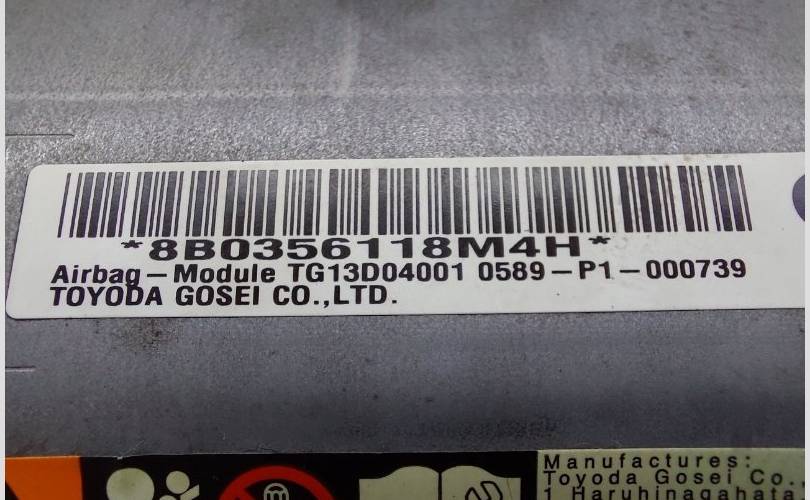 *8B0356118M4H*
Airbag-Module TG13D04001 0589-P1-000739
TOYODA GOSEI CO.,LTD.
Manufactures:
Toyoda Gosei Co.,
1 Haruhinagahata